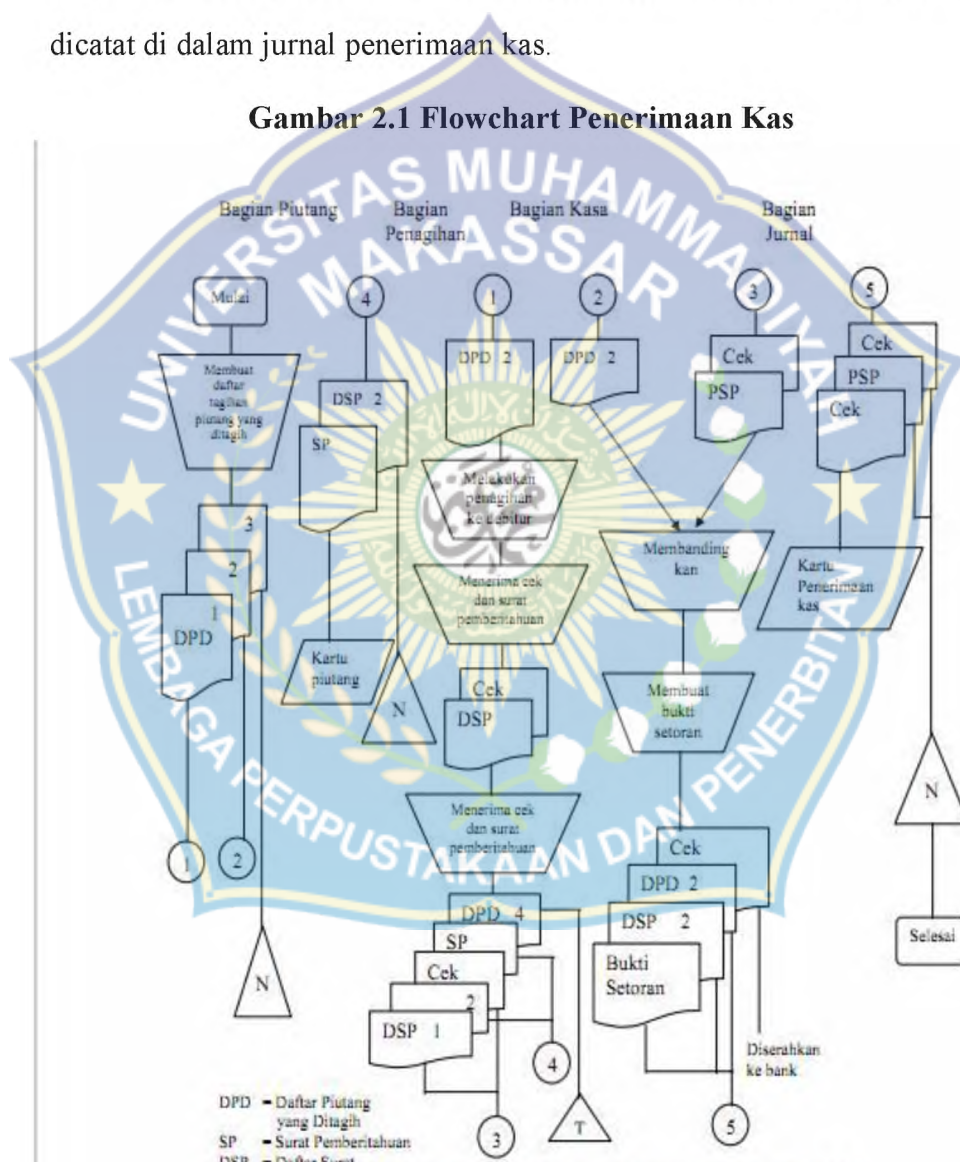 dicatat di dalam jurnal penerimaan kas.
Gambar 2.1 Flowchart Penerimaan Kas
UNIVERSITAS MUHAMMADIYAH
MAKASSAR
LEMBAGA PERPUSTAKAAN DAN PENERBITAN
Bagian Piutang
Bagian
Penagihan
Bagian Kasa
Bagian
Jurnal
Mulai
Membuat
daftar
tagihan
piutang yang
ditagih
3
2
1
DPD
1
2
N
4
DSP 2
SP
Kartu
piutang
N
1
DPD 2
Melakukan
penagihan
ke debitur
Menerima cek
dan surat
pemberitahuan
Cek
DSP
Menerima cek
dan surat
pemberitahuan
DPD 4
SP
Cek
2
DSP 1
4
3
T
2
DPD 2
3
Cek
PSP
Membanding
kan
Membuat
bukti
setoran
Cek
DPD 2
DSP 2
Bukti
Setoran
Diserahkan
ke bank
5
5
Cek
PSP
Cek
Kartu
Penerimaan
kas
N
Selesai
DPD = Daftar Piutang
yang Ditagih
SP = Surat Pemberitahuan
DSP = Daftar Surat